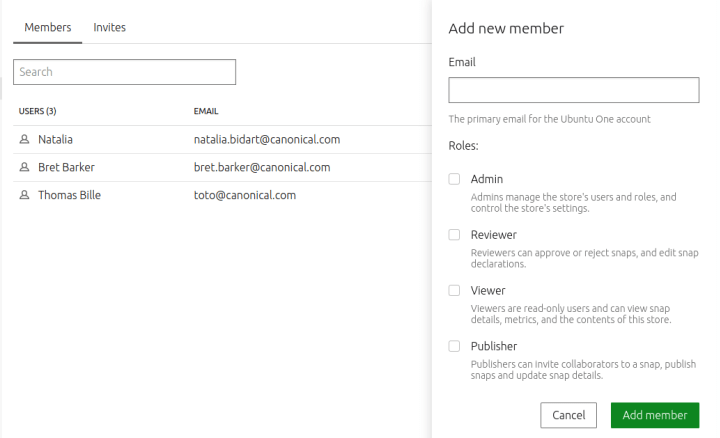 Members Invites
Search
USERS (3) EMAIL
Natalia natalia.bidart@canonical.com
Bret Barker bret.barker@canonical.com
Thomas Bille toto@canonical.com
Add new member
Email
The primary email for the Ubuntu One account
Roles:
Admin
Admins manage the store's users and roles, and
control the store's settings.
Reviewer
Reviewers can approve or reject snaps, and edit snap
declarations.
Viewer
Viewers are read-only users and can view snap
details, metrics, and the contents of this store.
Publisher
Publishers can invite collaborators to a snap, publish
snaps and update snap details.
Cancel Add member